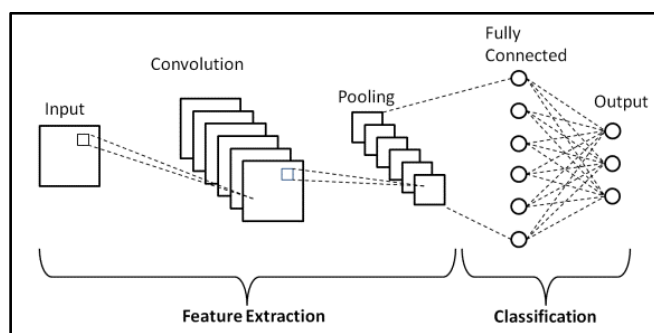 Input
Convolution
Pooling
Fully
Connected
Output
Feature Extraction
Classification